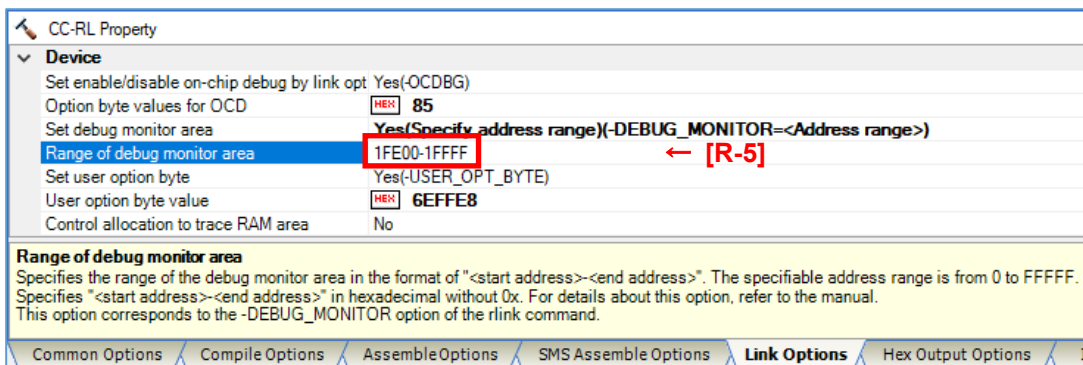 CC-RL Property
Device
Set enable/disable on-chip debug by link opt Yes(-OCDBG)
Option byte values for OCD HEX 85
Set debug monitor area Yes(Specify address range)(-DEBUG_MONITOR=<Address range>)
Range of debug monitor area 1FE00-1FFFF ← [R-5]
Set user option byte Yes(-USER_OPT_BYTE)
User option byte value HEX 6EFFE8
Control allocation to trace RAM area No
Range of debug monitor area
Specifies the range of the debug monitor area in the format of "<start address>-<end address>". The specifiable address range is from 0 to FFFFF.
Specifies "<start address>-<end address>" in hexadecimal without 0x. For details about this option, refer to the manual.
This option corresponds to the -DEBUG_MONITOR option of the rlink command.
Common Options Compile Options Assemble Options SMS Assemble Options Link Options Hex Output Options